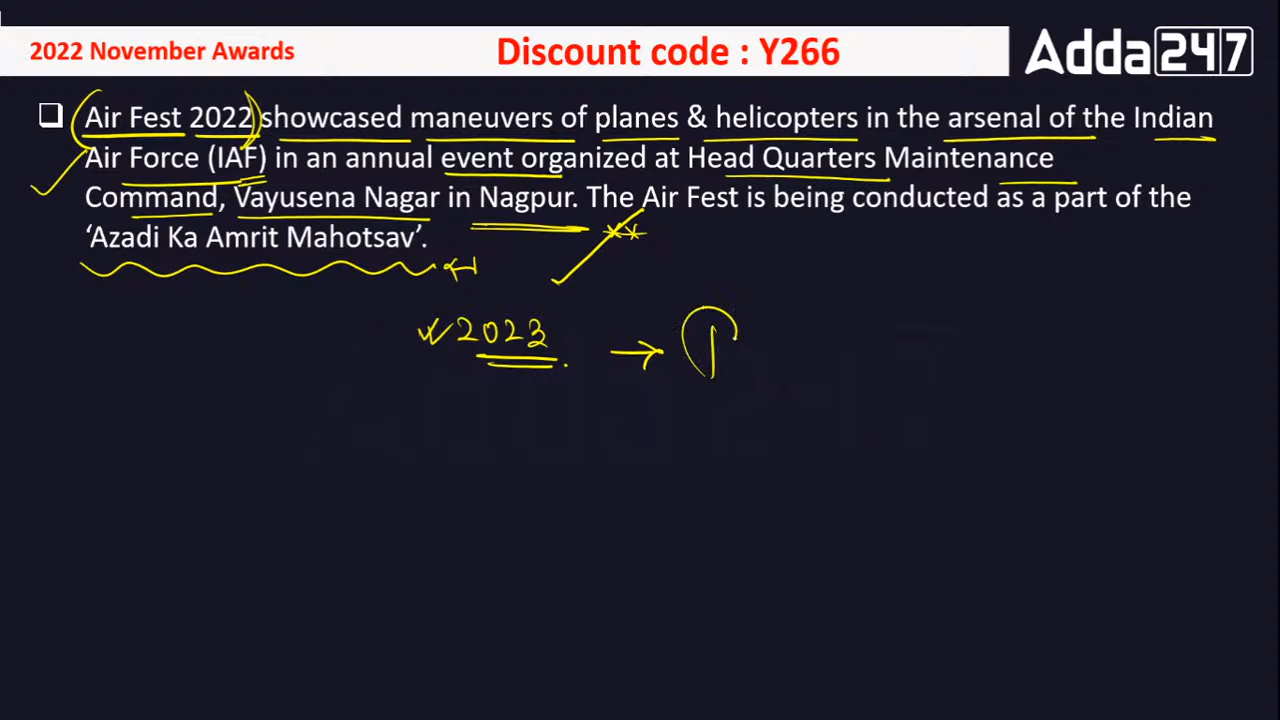 2022 November Awards
Discount code : Y266
Adda247
Air Fest 2022 showcased maneuvers of planes & helicopters in the arsenal of the Indian
Air Force (IAF) in an annual event organized at Head Quarters Maintenance
Command, Vayusena Nagar in Nagpur. The Air Fest is being conducted as a part of the
‘Azadi Ka Amrit Mahotsav’.
2023